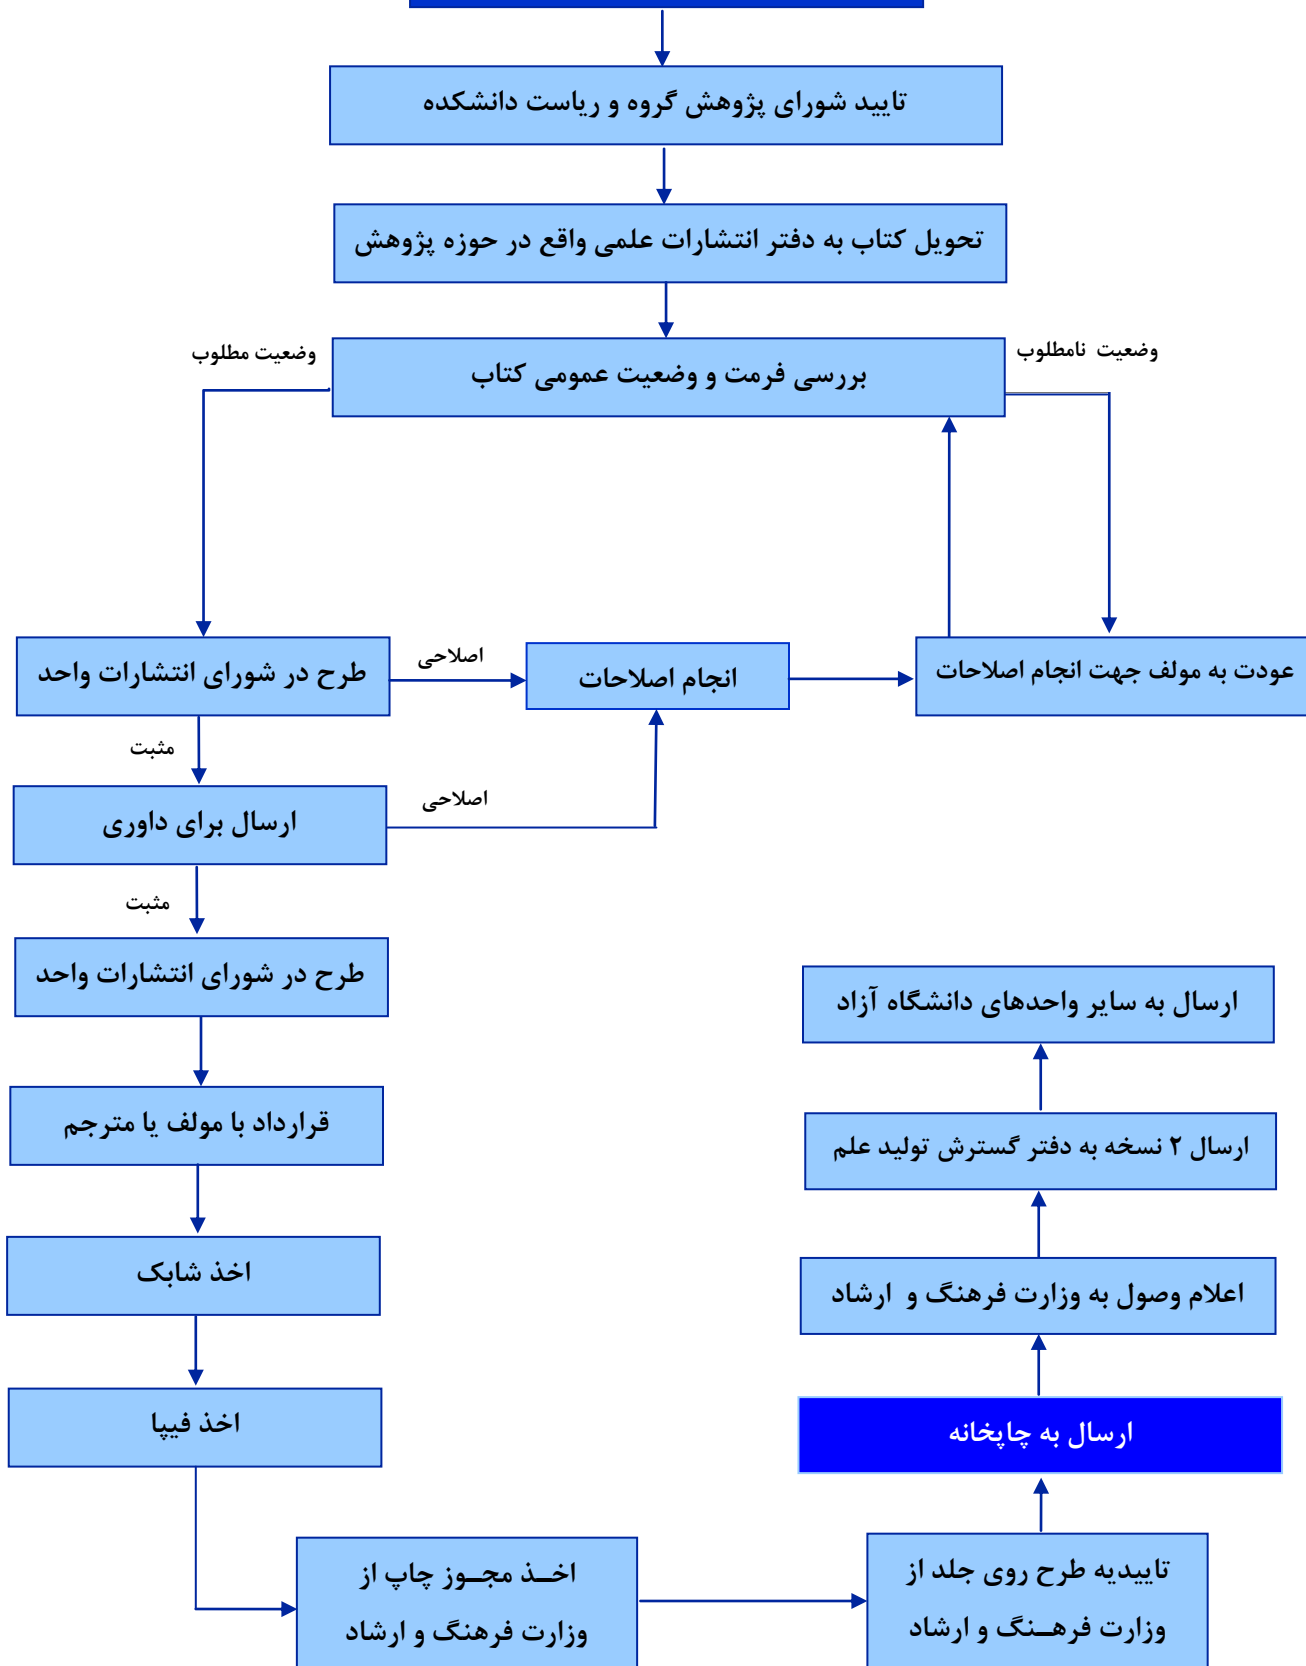 تایید شورای پژوهش گروه و ریاست دانشکده
تحویل کتاب به دفتر انتشارات علمی واقع در حوزه پژوهش
وضعیت نامطلوب
وضعیت مطلوب
بررسی فرمت و وضعیت عمومی کتاب
طرح در شورای انتشارات واحد
اصلاحی
انجام اصلاحات
عودت به مولف جهت انجام اصلاحات
مثبت
ارسال برای داوری
اصلاحی
مثبت
طرح در شورای انتشارات واحد
قرارداد با مولف یا مترجم
اخذ شابک
اخذ فیپا
اخــذ مجــوز چاپ از
وزارت فرهنگ و ارشاد
تاییدیه طرح روی جلد از
وزارت فرهــنگ و ارشاد
ارسال به چاپخانه
اعلام وصول به وزارت فرهنگ و ارشاد
ارسال ۲ نسخه به دفتر گسترش تولید علم
ارسال به سایر واحدهای دانشگاه آزاد